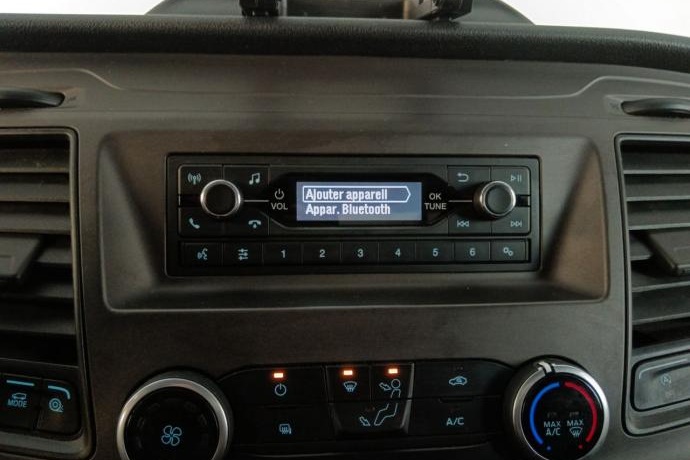 Ajouter appareil
Appar. Bluetooth
VOL
OK
TUNE
1 2 3 4 5 6
MODE
A/C
MAX
A/C
MAX